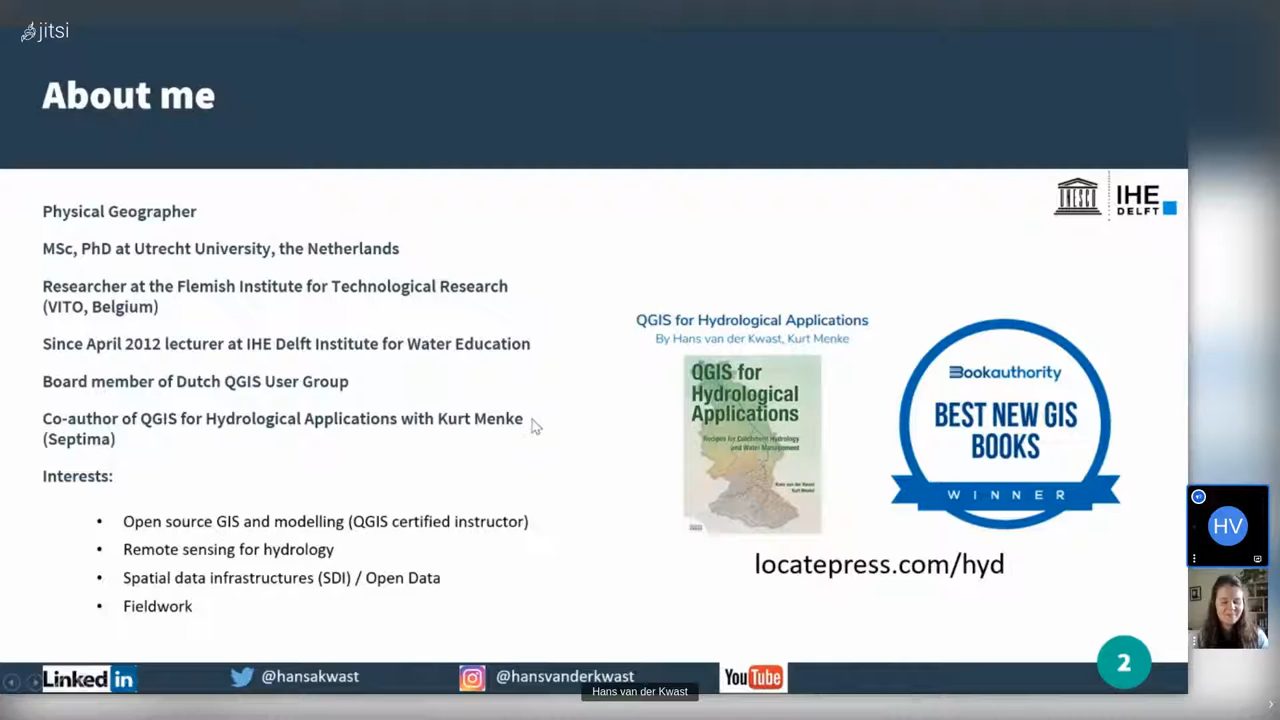 jitsi
About me
UNESCO
IHE
DELFT
Physical Geographer
MSc, PhD at Utrecht University, the Netherlands
Researcher at the Flemish Institute for Technological Research
(VITO, Belgium)
Since April 2012 lecturer at IHE Delft Institute for Water Education
Board member of Dutch QGIS User Group
Co-author of QGIS for Hydrological Applications with Kurt Menke
(Septima)
Interests:
• Open source GIS and modelling (QGIS certified instructor)
• Remote sensing for hydrology
• Spatial data infrastructures (SDI) / Open Data
• Fieldwork
QGIS for Hydrological Applications
By Hans van der Kwast, Kurt Menke
QGIS for
Hydrological
Applications
Recipes for Catchment Hydrology
and Water Management
Hans van der Kwast
Kurt Menke
Bookauthority
BEST NEW GIS
BOOKS
WINNER
locatepress.com/hyd
HV
Linked in
@hansakwast
@hansvanderkwast
YouTube
2
Hans van der Kwast